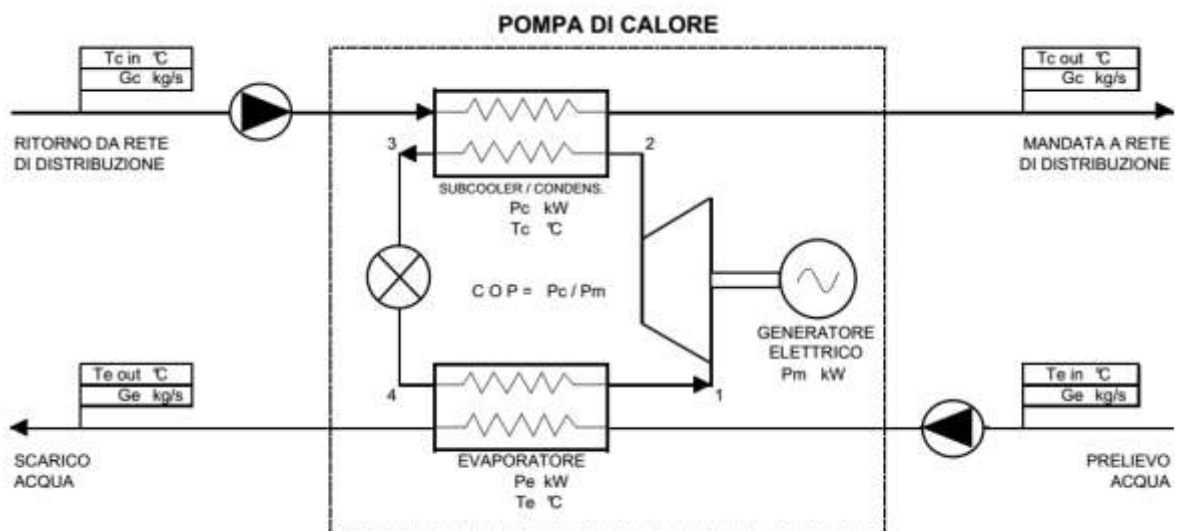 POMPA DI CALORE
Tc in °C
Gc kg/s
Tc out °C
Gc kg/s
RITORNO DA RETE
DI DISTRIBUZIONE
MANDATA A RETE
DI DISTRIBUZIONE
3
2
SUBCOOLER / CONDENS.
Pc kW
Tc °C
C O P = Pc / Pm
GENERATORE
ELETTRICO
Pm kW
Te out °C
Ge kg/s
Te in °C
Ge kg/s
4
1
SCARICO
ACQUA
EVAPORATORE
Pe kW
Te °C
PRELIEVO
ACQUA